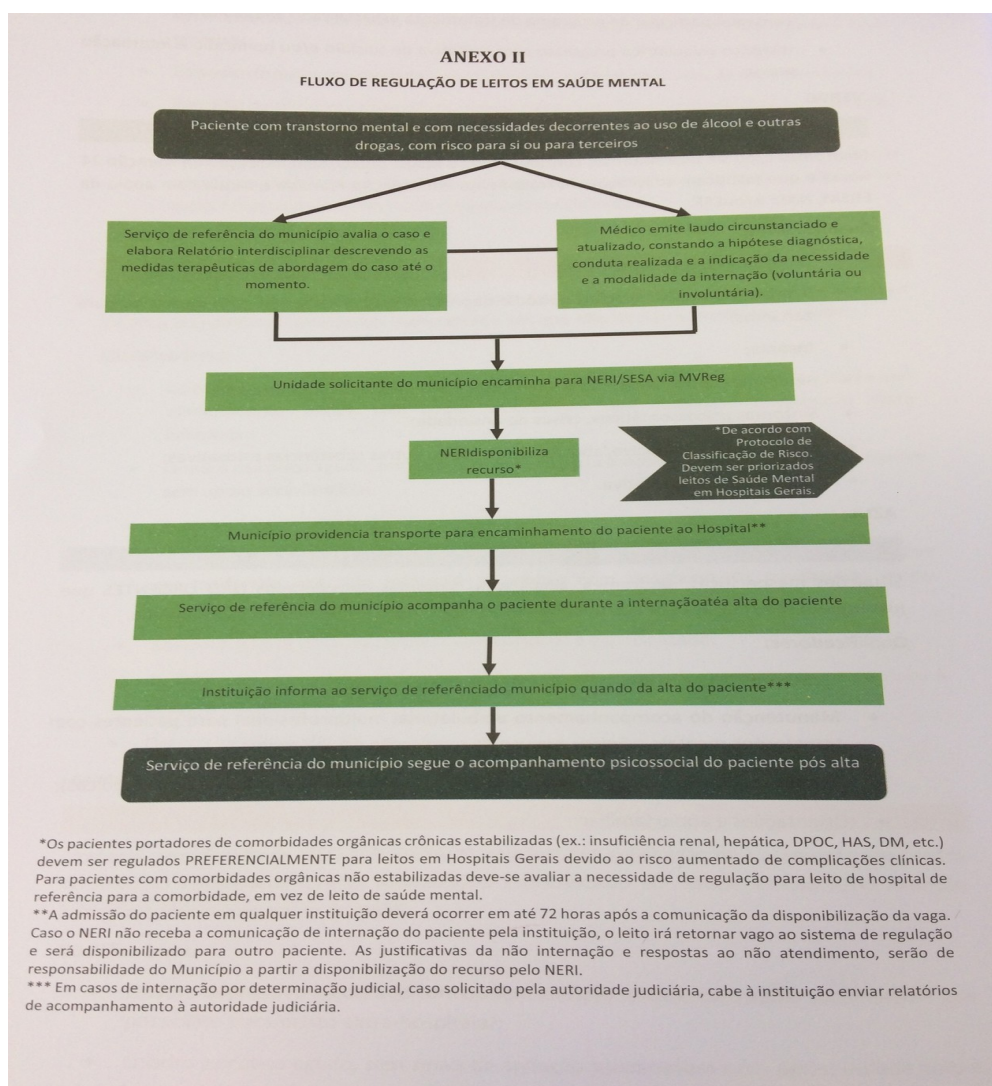 ANEXO II
FLUXO DE REGULAÇÃO DE LEITOS EM SAÚDE MENTAL
Paciente com transtorno mental e com necessidades decorrentes ao uso de álcool e outras
drogas, com risco para si ou para terceiros
Serviço de referência do município avalia o caso e
elabora Relatório interdisciplinar descrevendo as
medidas terapêuticas de abordagem do caso até o
momento.
Médico emite laudo circunstanciado e
atualizado, constando a hipótese diagnóstica,
conduta realizada e a indicação da necessidade
e a modalidade da internação (voluntária ou
involuntária).
Unidade solicitante do município encaminha para NERI/SESA via MVReg
NERIdisponibiliza
recurso*
*De acordo com
Protocolo de
Classificação de Risco.
Devem ser priorizados
leitos de Saúde Mental
em Hospitais Gerais.
Município providencia transporte para encaminhamento do paciente ao Hospital**
Serviço de referência do município acompanha o paciente durante a internaçãoatéa alta do paciente
Instituição informa ao serviço de referênciado município quando da alta do paciente***
Serviço de referência do município segue o acompanhamento psicossocial do paciente pós alta
*Os pacientes portadores de comorbidades orgânicas crônicas estabilizadas (ex.: insuficiência renal, hepática, DPOC, HAS, DM, etc.)
devem ser regulados PREFERENCIALMENTE para leitos em Hospitais Gerais devido ao risco aumentado de complicações clínicas.
Para pacientes com comorbidades orgânicas não estabilizadas deve-se avaliar a necessidade de regulação para leito de hospital de
referência para a comorbidade, em vez de leito de saúde mental.
**A admissão do paciente em qualquer instituição deverá ocorrer em até 72 horas após a comunicação da disponibilização da vaga.
Caso o NERI não receba a comunicação de internação do paciente pela instituição, o leito irá retornar vago ao sistema de regulação
e será disponibilizado para outro paciente. As justificativas da não internação e respostas ao não atendimento, serão de
responsabilidade do Município a partir a disponibilização do recurso pelo NERI.
*** Em casos de internação por determinação judicial, caso solicitado pela autoridade judiciária, cabe à instituição enviar relatórios
de acompanhamento à autoridade judiciária.